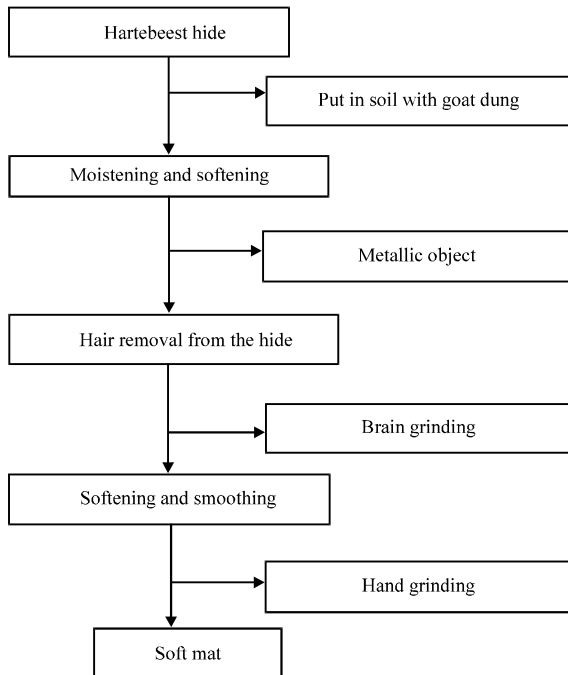 Hartebeest hide
Put in soil with goat dung
Moistening and softening
Metallic object
Hair removal from the hide
Brain grinding
Softening and smoothing
Hand grinding
Soft mat